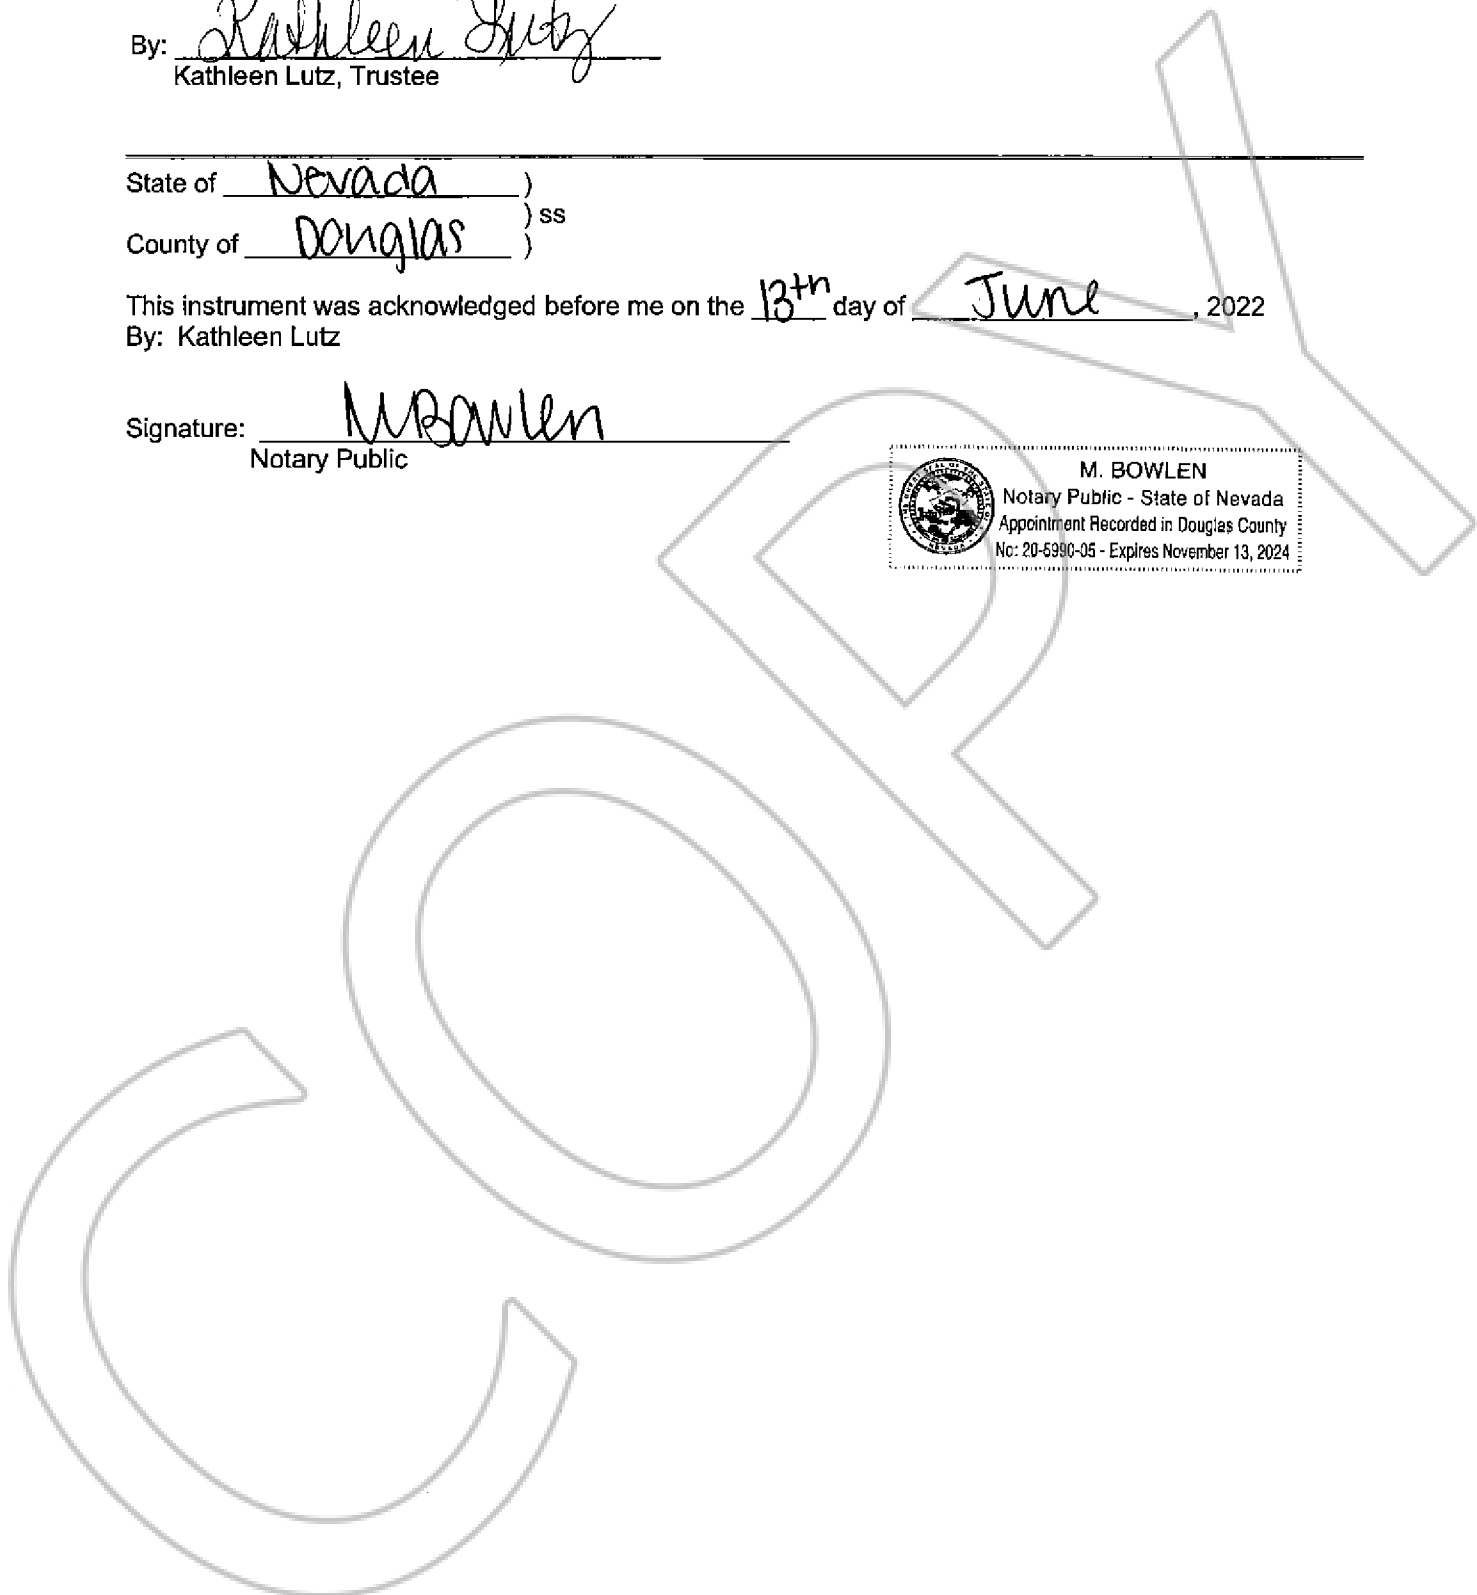 By: Kathleen Lutz
Kathleen Lutz, Trustee
State of Nevada )
) ss
County of Douglas )
This instrument was acknowledged before me on the 13th day of June, 2022
By: Kathleen Lutz
Signature: MBowlen
Notary Public
M. BOWLEN
Notary Public - State of Nevada
Appointment Recorded in Douglas County
No: 20-5990-05 - Expires November 13, 2024
COPY